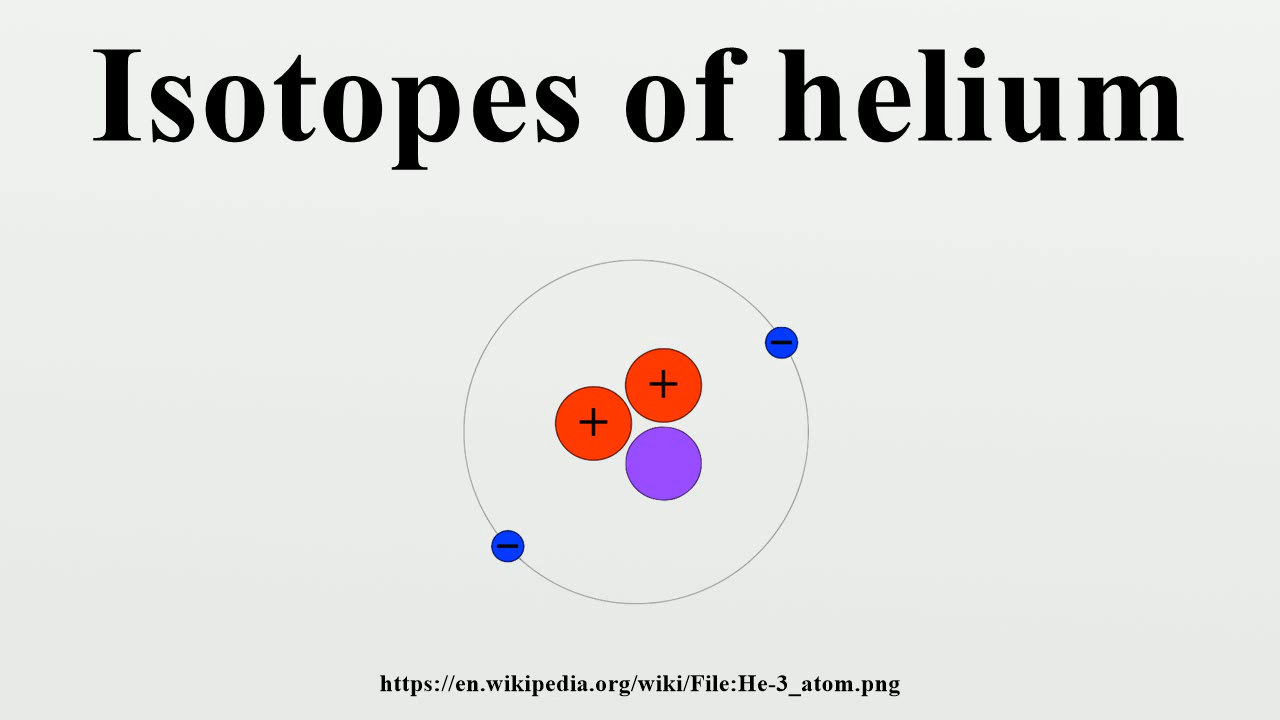 Isotopes of helium
+
−
+
−
https://en.wikipedia.org/wiki/File:He-3_atom.png